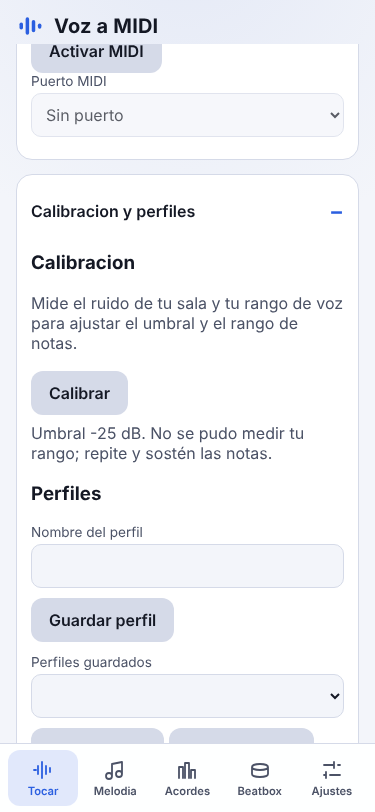 Voz a MIDI
Activar MIDI
Puerto MIDI
Sin puerto
Calibracion y perfiles
Calibracion
Mide el ruido de tu sala y tu rango de voz
para ajustar el umbral y el rango de
notas.
Calibrar
Umbral -25 dB. No se pudo medir tu
rango; repite y sostén las notas.
Perfiles
Nombre del perfil
Guardar perfil
Perfiles guardados
Tocar
Melodia
Acordes
Beatbox
Ajustes